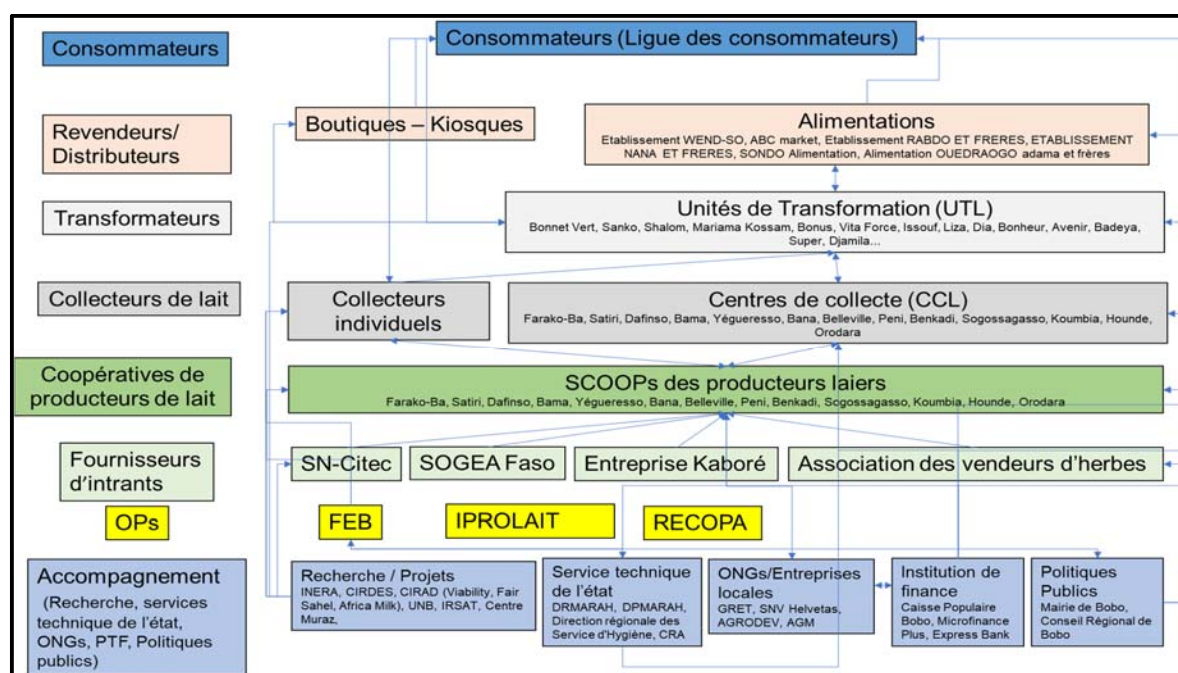 Consommateurs
Consommateurs (Ligue des consommateurs)
Revendeurs/
Distributeurs
Boutiques – Kiosques
Alimentations
Etablissement WEND-SO, ABC market, Etablissement RABDO ET FRERES, ETABLISSEMENT
NANA ET FRERES, SONDO Alimentation, Alimentation OUEDRAOGO adama et frères
Transformateurs
Unités de Transformation (UTL)
Bonnet Vert, Sanko, Shalom, Mariama Kossam, Bonus, Vita Force, Issouf, Liza, Dia, Bonheur, Avenir, Badeya,
Super, Djamila...
Collecteurs de lait
Collecteurs
individuels
Centres de collecte (CCL)
Farako-Ba, Satiri, Dafinso, Bama, Yégueresso, Bana, Belleville, Peni, Benkadi, Sogossagasso, Koumbia, Hounde,
Orodara
Coopératives de
producteurs de lait
SCOOPs des producteurs laiers
Farako-Ba, Satiri, Dafinso, Bama, Yégueresso, Bana, Belleville, Peni, Benkadi, Sogossagasso, Koumbia, Hounde, Orodara
Fournisseurs
d'intrants
SN-Citec
SOGEA Faso
Entreprise Kaboré
Association des vendeurs d'herbes
OPs
FEB
IPROLAIT
RECOPA
Accompagnement
(Recherche, services
technique de l'état,
ONGs, PTF, Politiques
publics)
Recherche / Projets
INERA, CIRDES, CIRAD (Viability, Fair
Sahel, Africa Milk), UNB, IRSAT, Centre
Muraz,
Service technique
de l'état
DRMARAH, DPMARAH,
Direction régionale des
Service d'Hygiène, CRA
ONGs/Entreprises
locales
GRET, SNV Helvetas,
AGRODEV, AGM
Institution de
finance
Caisse Populaire
Bobo, Microfinance
Plus, Express Bank
Politiques
Publics
Mairie de Bobo,
Conseil Régional de
Bobo